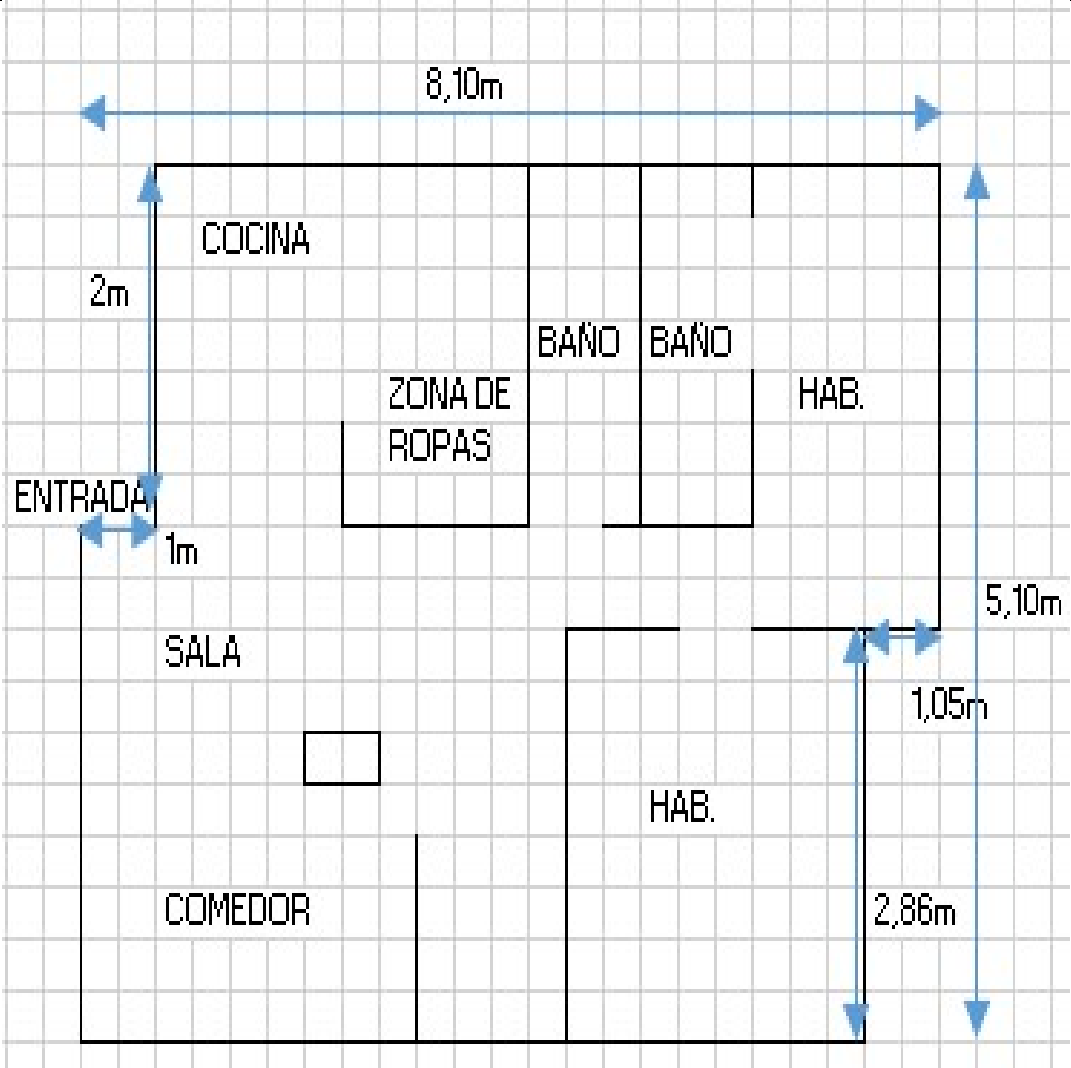 8,10m
COCINA
2m
BAÑO
BAÑO
ZONA DE
ROPAS
HAB.
ENTRADA
1m
5,10m
SALA
1,05m
HAB.
COMEDOR
2,86m